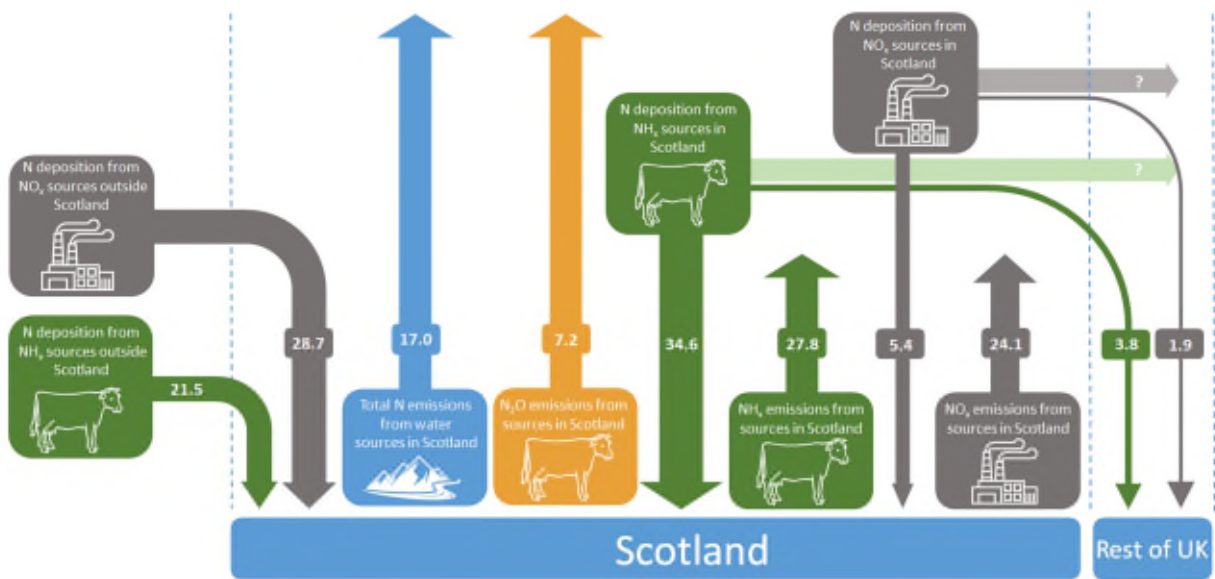 N deposition from
NOₓ sources outside
Scotland
28.7
N deposition from
NHₓ sources outside
Scotland
21.5
17.0
Total N emissions
from water
sources in Scotland
7.2
N₂O emissions from
sources in Scotland
N deposition from
NHₓ sources in
Scotland
34.6
27.8
NHₓ emissions from
sources in Scotland
N deposition from
NOₓ sources in
Scotland
5.4
24.1
NOₓ emissions from
sources in Scotland
?
?
3.8
1.9
Scotland
Rest of UK